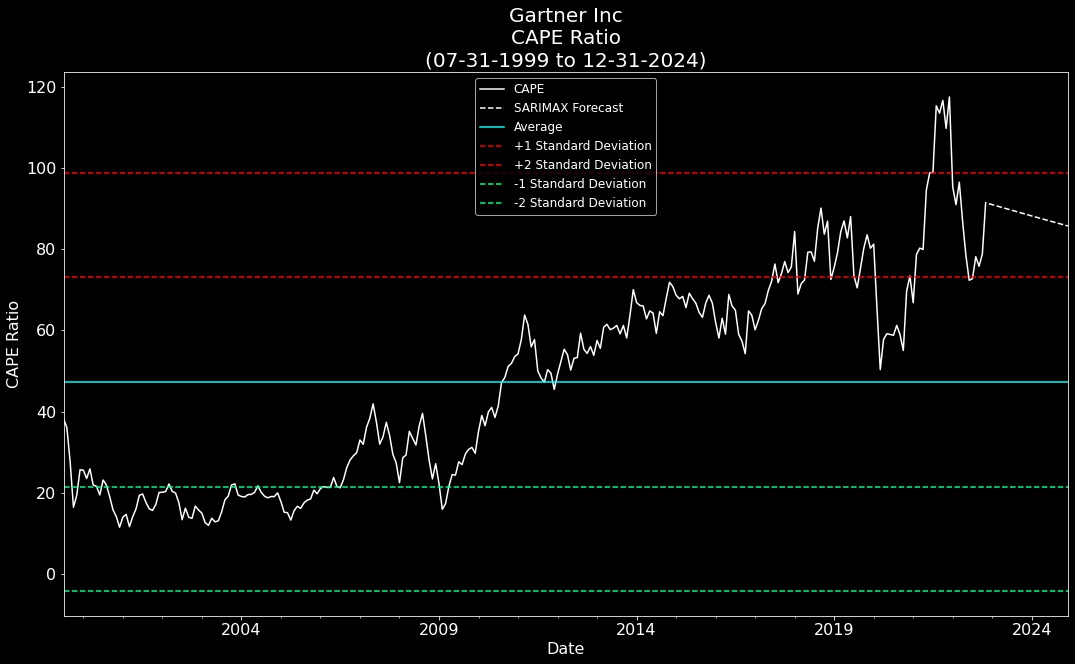 Gartner Inc
CAPE Ratio
(07-31-1999 to 12-31-2024)
CAPE
SARIMAX Forecast
Average
+1 Standard Deviation
+2 Standard Deviation
-1 Standard Deviation
-2 Standard Deviation
CAPE Ratio
120
100
80
60
40
20
0
2004 2009 2014 2019 2024
Date